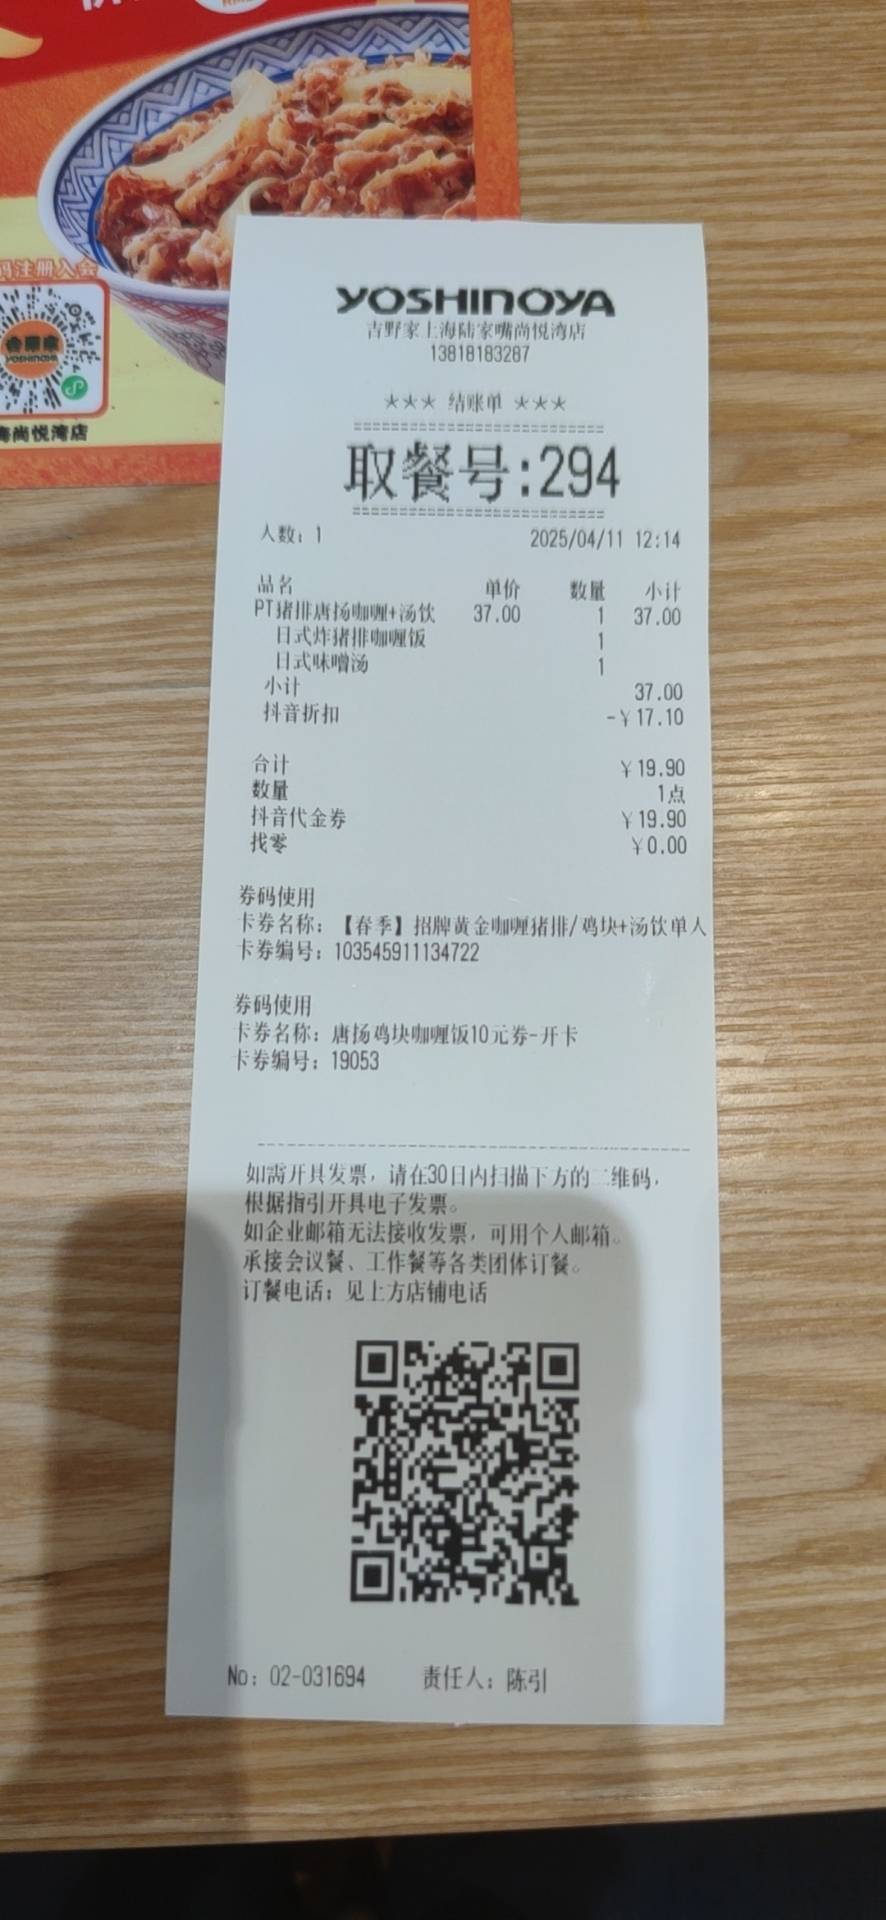 码注册入会
吉野家
YOSHINOYA
尚悦湾店
YOSHINOYA
吉野家上海陆家嘴尚悦湾店
13818183287
*** 结账单 ***
==========================
取餐号:294
==========================
人数: 1 2025/04/11 12:14
品名 单价 数量 小计
PT猪排唐扬咖喱+汤饮 37.00 1 37.00
日式炸猪排咖喱饭 1
日式味噌汤 1
小计 37.00
抖音折扣 -¥17.10
合计 ¥19.90
数量 1点
抖音代金券 ¥19.90
找零 ¥0.00
券码使用
卡券名称: 【春季】招牌黄金咖喱猪排/鸡块+汤饮单人
卡券编号: 103545911134722
券码使用
卡券名称: 唐扬鸡块咖喱饭10元券-开卡
卡券编号: 19053
如需开具发票，请在30日内扫描下方的二维码，
根据指引开具电子发票。
如企业邮箱无法接收发票，可用个人邮箱。
承接会议餐、工作餐等各类团体订餐。
订餐电话: 见上方店铺电话
No: 02-031694 责任人: 陈引